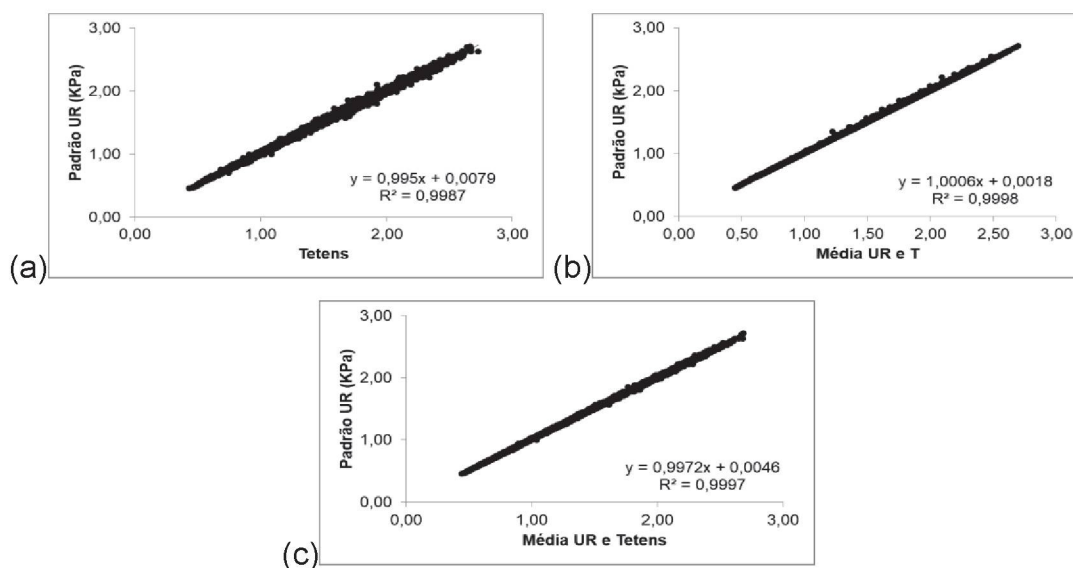 3,00
2,00
1,00
0,00
Padrão UR (KPa)
y = 0,995x + 0,0079
R² = 0,9987
0,00 1,00 2,00 3,00
Tetens
(a)
3,00
2,00
1,00
0,00
Padrão UR (kPa)
y = 1,0006x + 0,0018
R² = 0,9998
0,00 0,50 1,00 1,50 2,00 2,50 3,00
Média UR e T
(b)
3,00
2,00
1,00
0,00
Padrão UR (KPa)
y = 0,9972x + 0,0046
R² = 0,9997
0,00 1,00 2,00 3,00
Média UR e Tetens
(c)